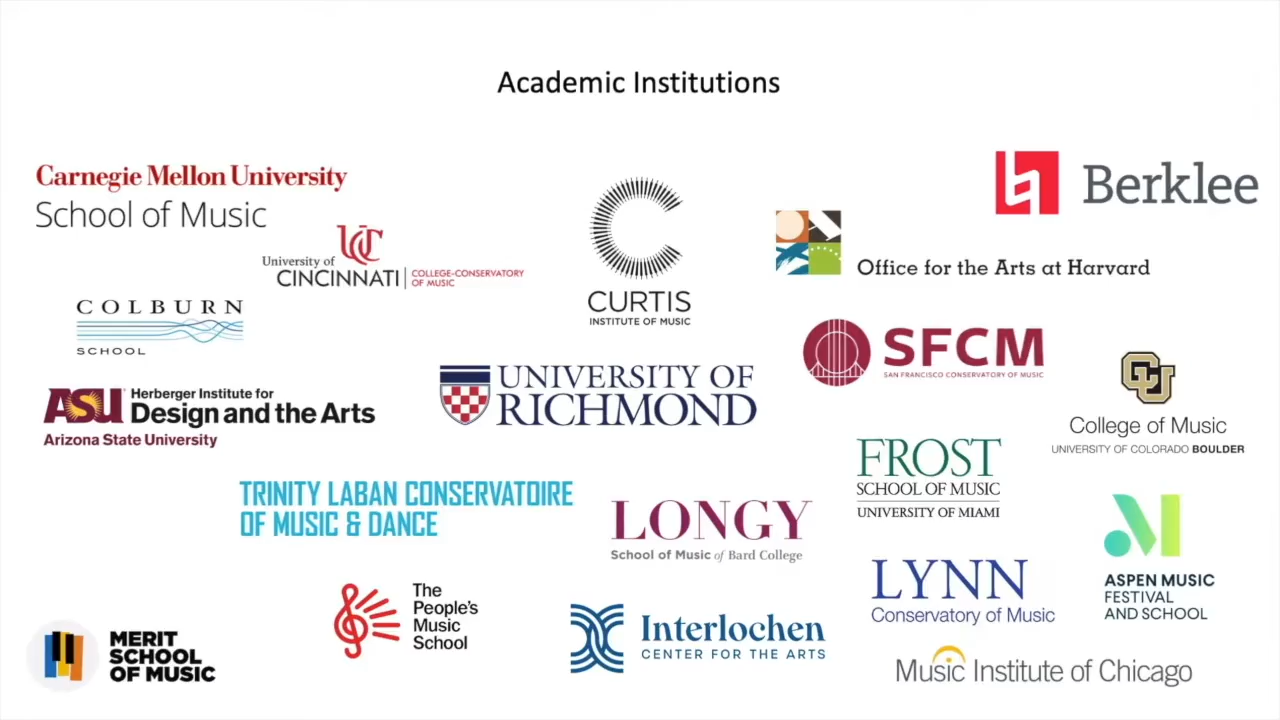 Academic Institutions
Carnegie Mellon University
School of Music
UC
University of
CINCINNATI
COLLEGE-CONSERVATORY
OF MUSIC
CURTIS
INSTITUTE OF MUSIC
Office for the Arts at Harvard
Berklee
COLBURN
SCHOOL
ASU Herberger Institute for
Design and the Arts
Arizona State University
UNIVERSITY OF
RICHMOND
SFCM
SAN FRANCISCO CONSERVATORY OF MUSIC
CU
College of Music
UNIVERSITY OF COLORADO BOULDER
TRINITY LABAN CONSERVATOIRE
OF MUSIC & DANCE
LONGY
School of Music of Bard College
FROST
SCHOOL OF MUSIC
UNIVERSITY OF MIAMI
LYNN
Conservatory of Music
ASPEN MUSIC
FESTIVAL
AND SCHOOL
MERIT
SCHOOL
OF MUSIC
The
People's
Music
School
Interlochen
CENTER FOR THE ARTS
Music Institute of Chicago